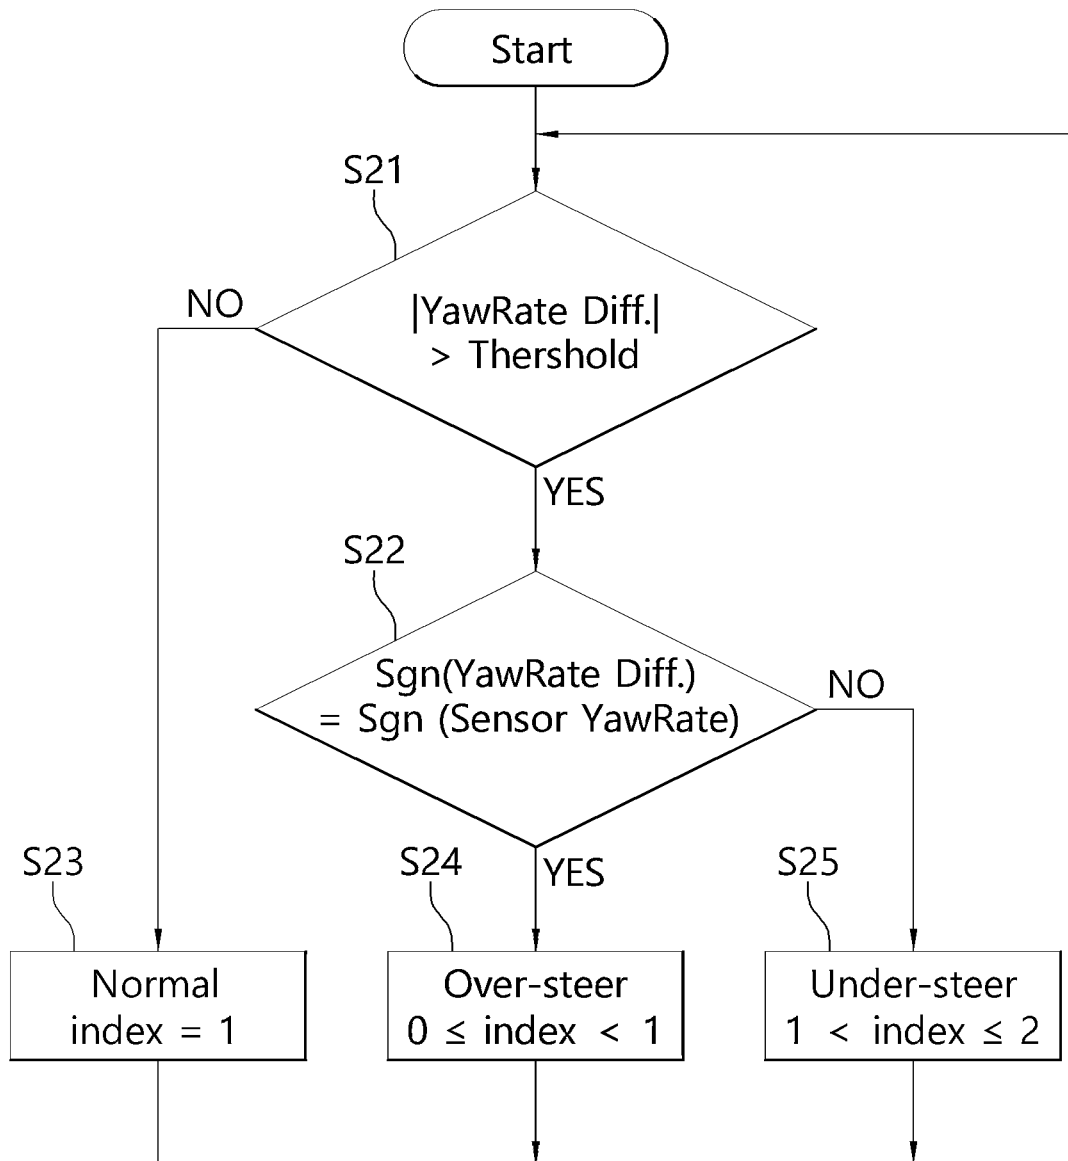 Start
S21
NO
|YawRate Diff.|
> Thershold
YES
S22
Sgn(YawRate Diff.)
= Sgn (Sensor YawRate)
NO
YES
S23
S24
S25
Normal
index = 1
Over-steer
0 ≤ index < 1
Under-steer
1 < index ≤ 2